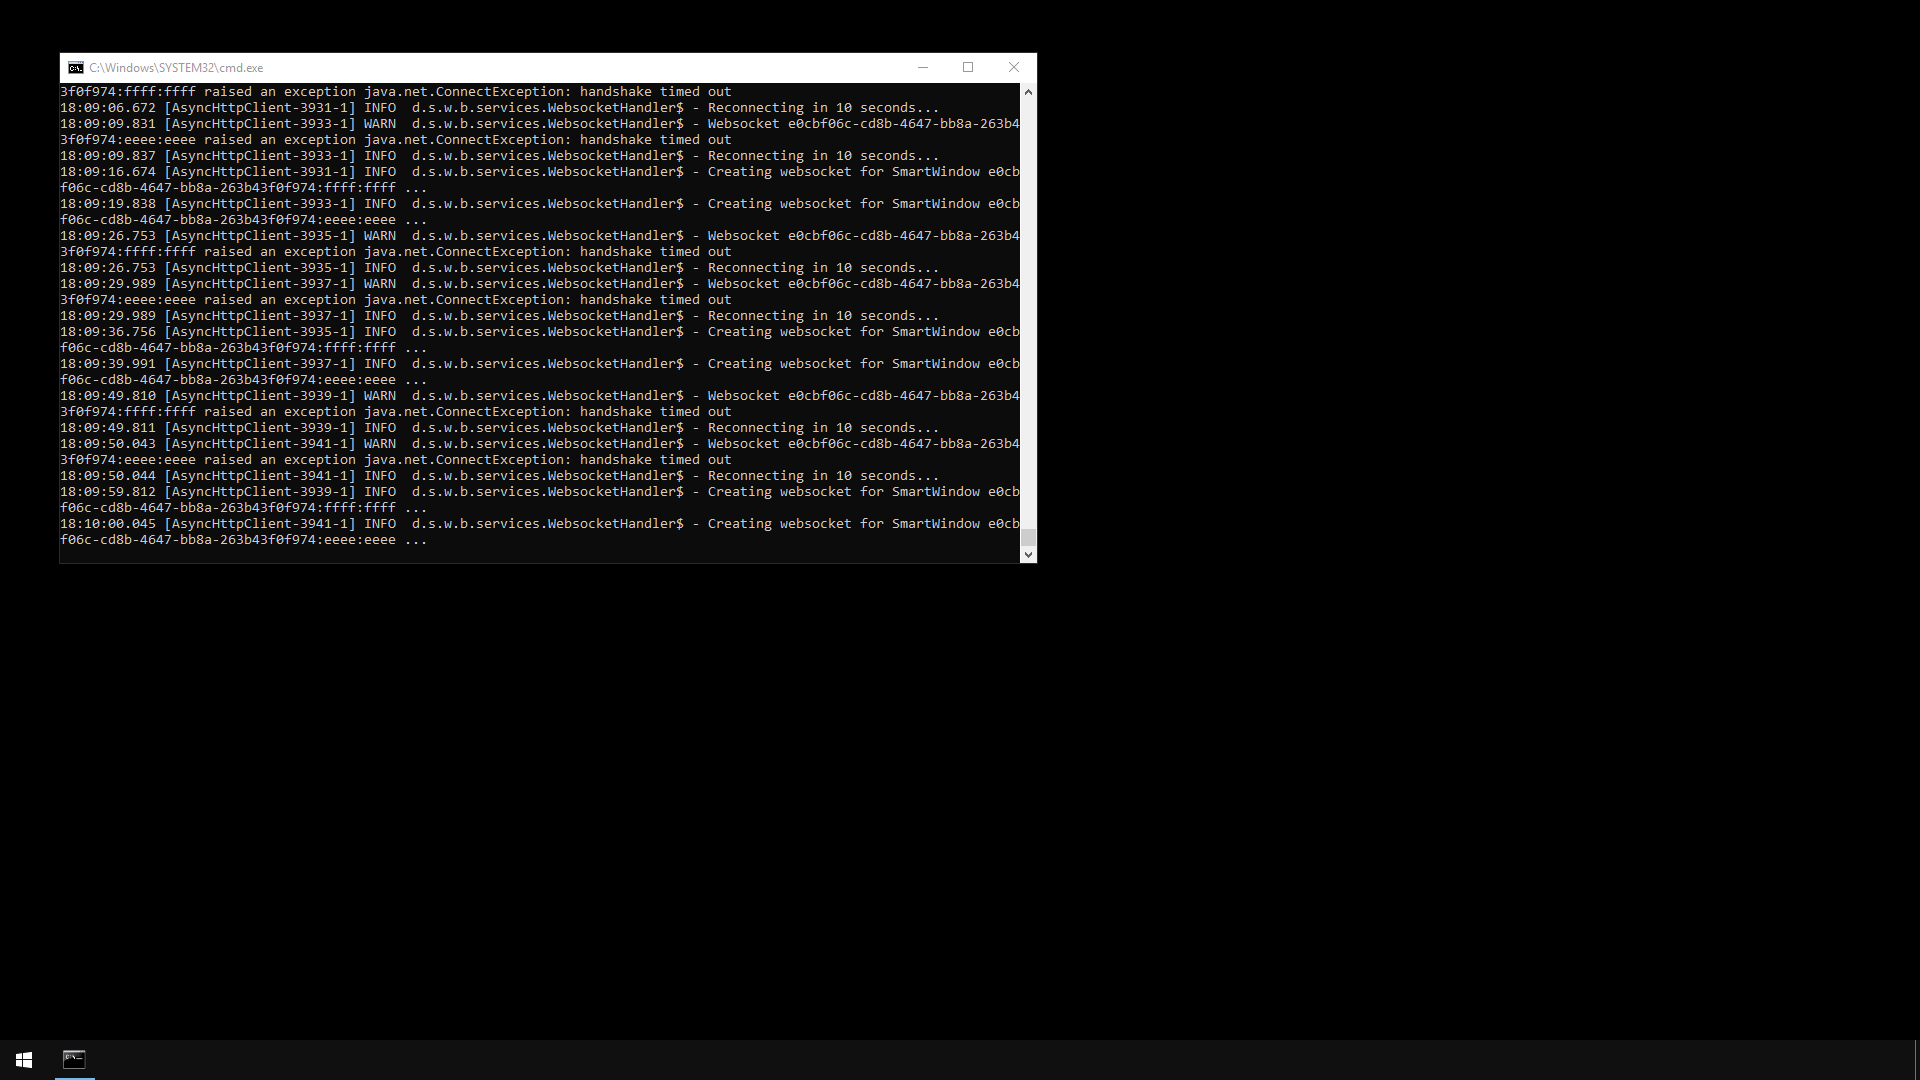 C:\Windows\SYSTEM32\cmd.exe
3f0f974:ffff:ffff raised an exception java.net.ConnectException: handshake timed out
18:09:06.672 [AsyncHttpClient-3931-1] INFO  d.s.w.b.services.WebsocketHandler$ - Reconnecting in 10 seconds...
18:09:09.831 [AsyncHttpClient-3933-1] WARN  d.s.w.b.services.WebsocketHandler$ - Websocket e0cbf06c-cd8b-4647-bb8a-263b4
3f0f974:eeee:eeee raised an exception java.net.ConnectException: handshake timed out
18:09:09.837 [AsyncHttpClient-3933-1] INFO  d.s.w.b.services.WebsocketHandler$ - Reconnecting in 10 seconds...
18:09:16.674 [AsyncHttpClient-3931-1] INFO  d.s.w.b.services.WebsocketHandler$ - Creating websocket for SmartWindow e0cb
f06c-cd8b-4647-bb8a-263b43f0f974:ffff:ffff ...
18:09:19.838 [AsyncHttpClient-3933-1] INFO  d.s.w.b.services.WebsocketHandler$ - Creating websocket for SmartWindow e0cb
f06c-cd8b-4647-bb8a-263b43f0f974:eeee:eeee ...
18:09:26.753 [AsyncHttpClient-3935-1] WARN  d.s.w.b.services.WebsocketHandler$ - Websocket e0cbf06c-cd8b-4647-bb8a-263b4
3f0f974:ffff:ffff raised an exception java.net.ConnectException: handshake timed out
18:09:26.753 [AsyncHttpClient-3935-1] INFO  d.s.w.b.services.WebsocketHandler$ - Reconnecting in 10 seconds...
18:09:29.989 [AsyncHttpClient-3937-1] WARN  d.s.w.b.services.WebsocketHandler$ - Websocket e0cbf06c-cd8b-4647-bb8a-263b4
3f0f974:eeee:eeee raised an exception java.net.ConnectException: handshake timed out
18:09:29.989 [AsyncHttpClient-3937-1] INFO  d.s.w.b.services.WebsocketHandler$ - Reconnecting in 10 seconds...
18:09:36.756 [AsyncHttpClient-3935-1] INFO  d.s.w.b.services.WebsocketHandler$ - Creating websocket for SmartWindow e0cb
f06c-cd8b-4647-bb8a-263b43f0f974:ffff:ffff ...
18:09:39.991 [AsyncHttpClient-3937-1] INFO  d.s.w.b.services.WebsocketHandler$ - Creating websocket for SmartWindow e0cb
f06c-cd8b-4647-bb8a-263b43f0f974:eeee:eeee ...
18:09:49.810 [AsyncHttpClient-3939-1] WARN  d.s.w.b.services.WebsocketHandler$ - Websocket e0cbf06c-cd8b-4647-bb8a-263b4
3f0f974:ffff:ffff raised an exception java.net.ConnectException: handshake timed out
18:09:49.811 [AsyncHttpClient-3939-1] INFO  d.s.w.b.services.WebsocketHandler$ - Reconnecting in 10 seconds...
18:09:50.043 [AsyncHttpClient-3941-1] WARN  d.s.w.b.services.WebsocketHandler$ - Websocket e0cbf06c-cd8b-4647-bb8a-263b4
3f0f974:eeee:eeee raised an exception java.net.ConnectException: handshake timed out
18:09:50.044 [AsyncHttpClient-3941-1] INFO  d.s.w.b.services.WebsocketHandler$ - Reconnecting in 10 seconds...
18:09:59.812 [AsyncHttpClient-3939-1] INFO  d.s.w.b.services.WebsocketHandler$ - Creating websocket for SmartWindow e0cb
f06c-cd8b-4647-bb8a-263b43f0f974:ffff:ffff ...
18:10:00.045 [AsyncHttpClient-3941-1] INFO  d.s.w.b.services.WebsocketHandler$ - Creating websocket for SmartWindow e0cb
f06c-cd8b-4647-bb8a-263b43f0f974:eeee:eeee ...